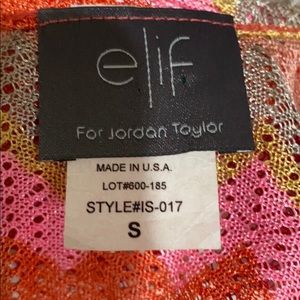 elif
For Jordan Taylor
MADE IN U.S.A.
LOT#600-185
STYLE#IS-017
S